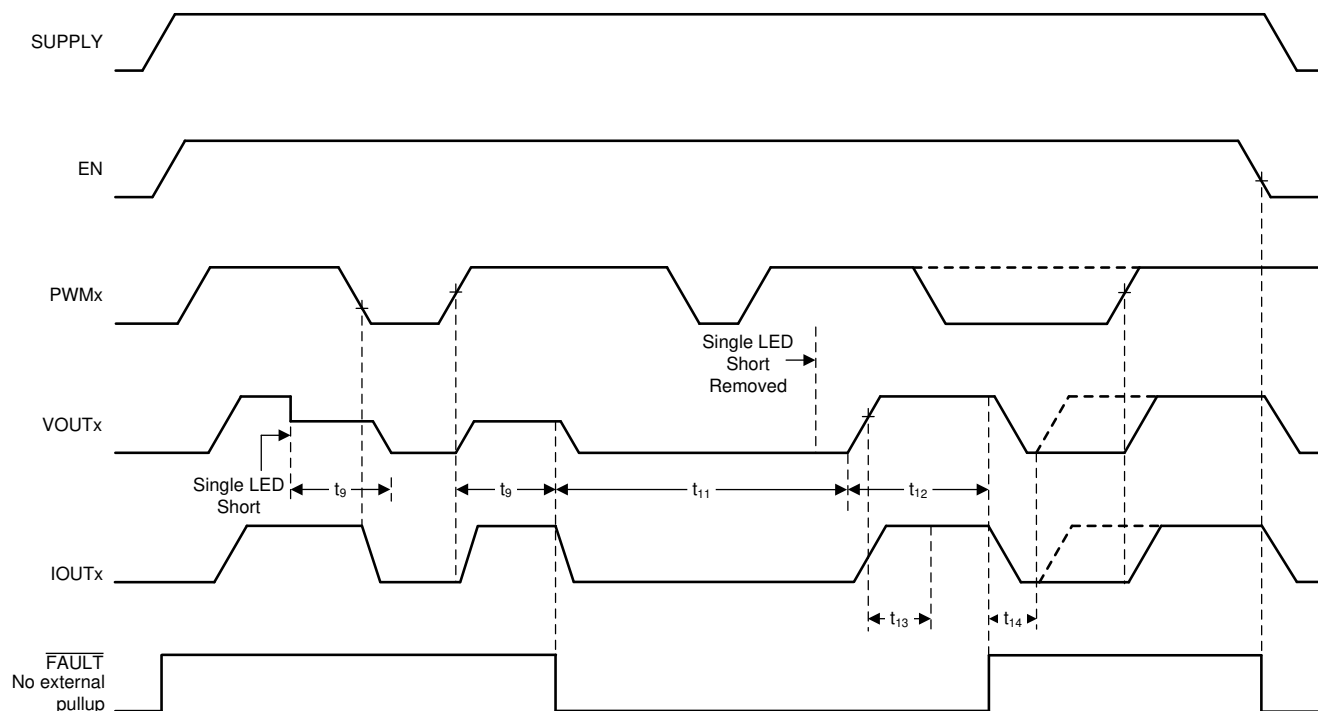 SUPPLY
EN
PWMx
Single LED
Short
Removed
VOUTx
Single LED
Short
t9
t9
t11
t12
IOUTx
t13
t14
FAULT
No external
pullup